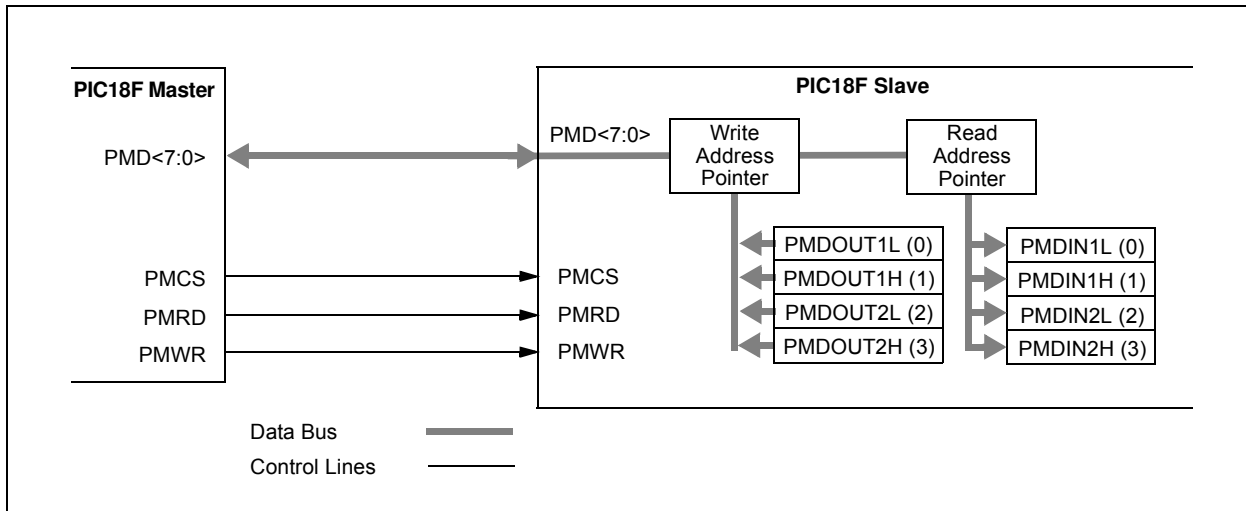 PIC18F Master
PMD<7:0>
PMCS
PMRD
PMWR
PIC18F Slave
PMD<7:0>
Write
Address
Pointer
Read
Address
Pointer
PMCS
PMRD
PMWR
PMDOUT1L (0)
PMDOUT1H (1)
PMDOUT2L (2)
PMDOUT2H (3)
PMDIN1L (0)
PMDIN1H (1)
PMDIN2L (2)
PMDIN2H (3)
Data Bus
Control Lines